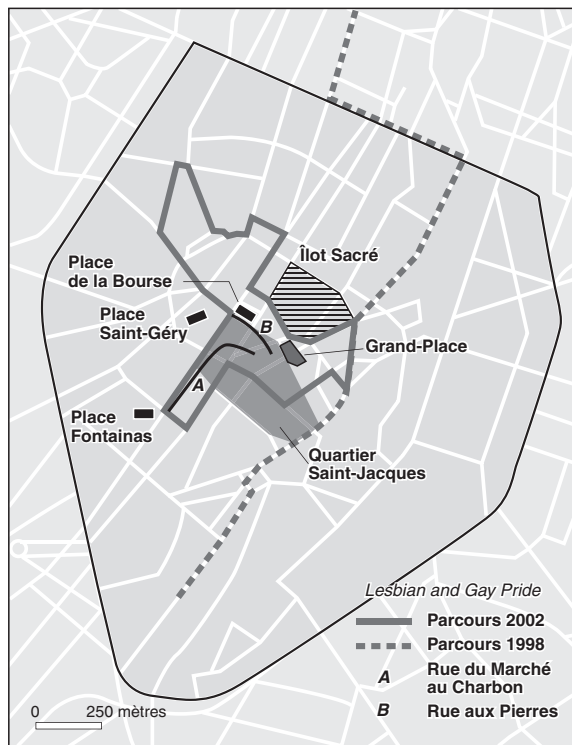 Îlot Sacré
Place
de la Bourse
B
Place
Saint-Géry
Grand-Place
A
Place
Fontainas
Quartier
Saint-Jacques
Lesbian and Gay Pride
Parcours 2002
Parcours 1998
A Rue du Marché
au Charbon
B Rue aux Pierres
0 250 mètres